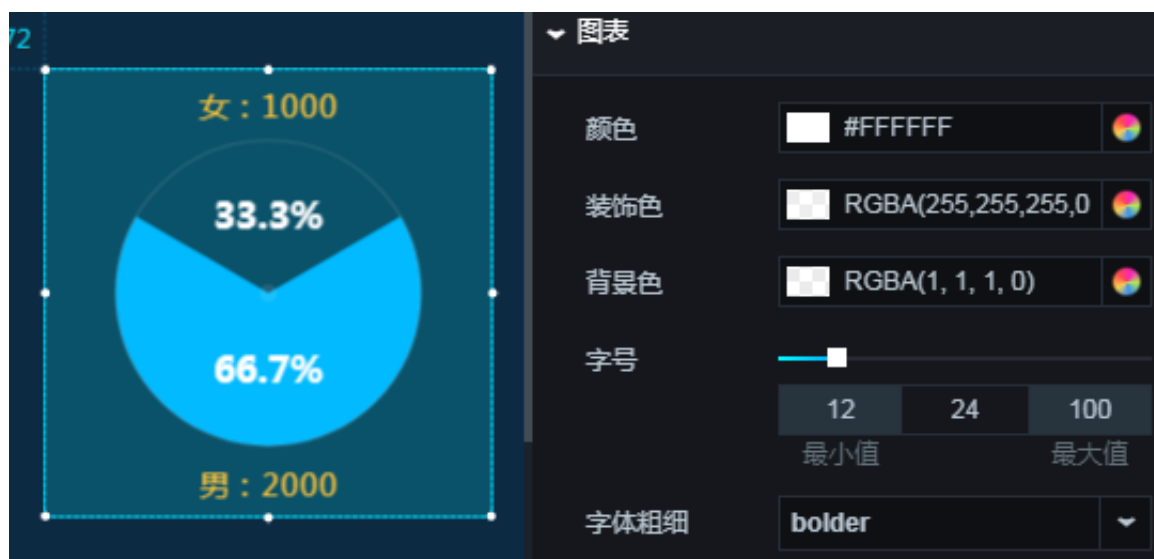 72
女：1000
33.3%
66.7%
男：2000
图表
颜色
#FFFFFF
装饰色
RGBA(255,255,255,0
背景色
RGBA(1, 1, 1, 0)
字号
12 24 100
最小值 最大值
字体粗细
bolder